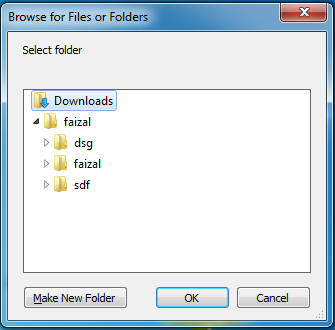 Browse for Files or Folders
Select folder
Downloads
faizal
dsg
faizal
sdf
Make New Folder
OK
Cancel